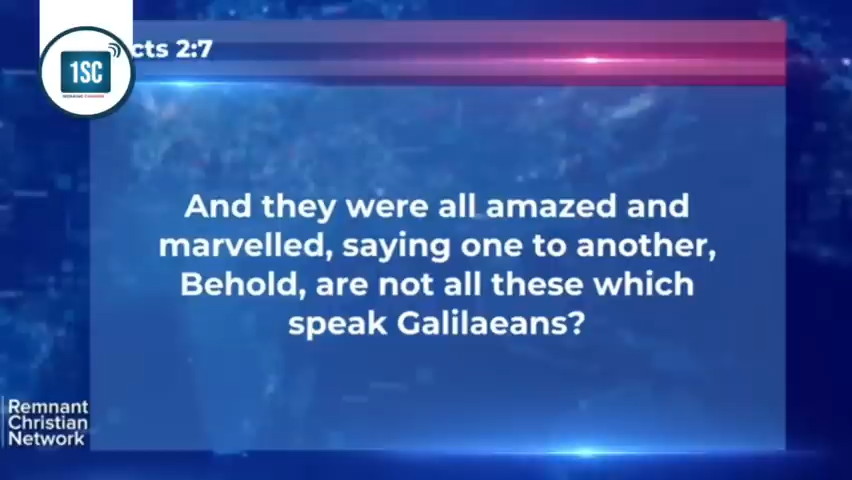 cts 2:7
1SC
And they were all amazed and
marvelled, saying one to another,
Behold, are not all these which
speak Galilaeans?
Remnant
Christian
Network